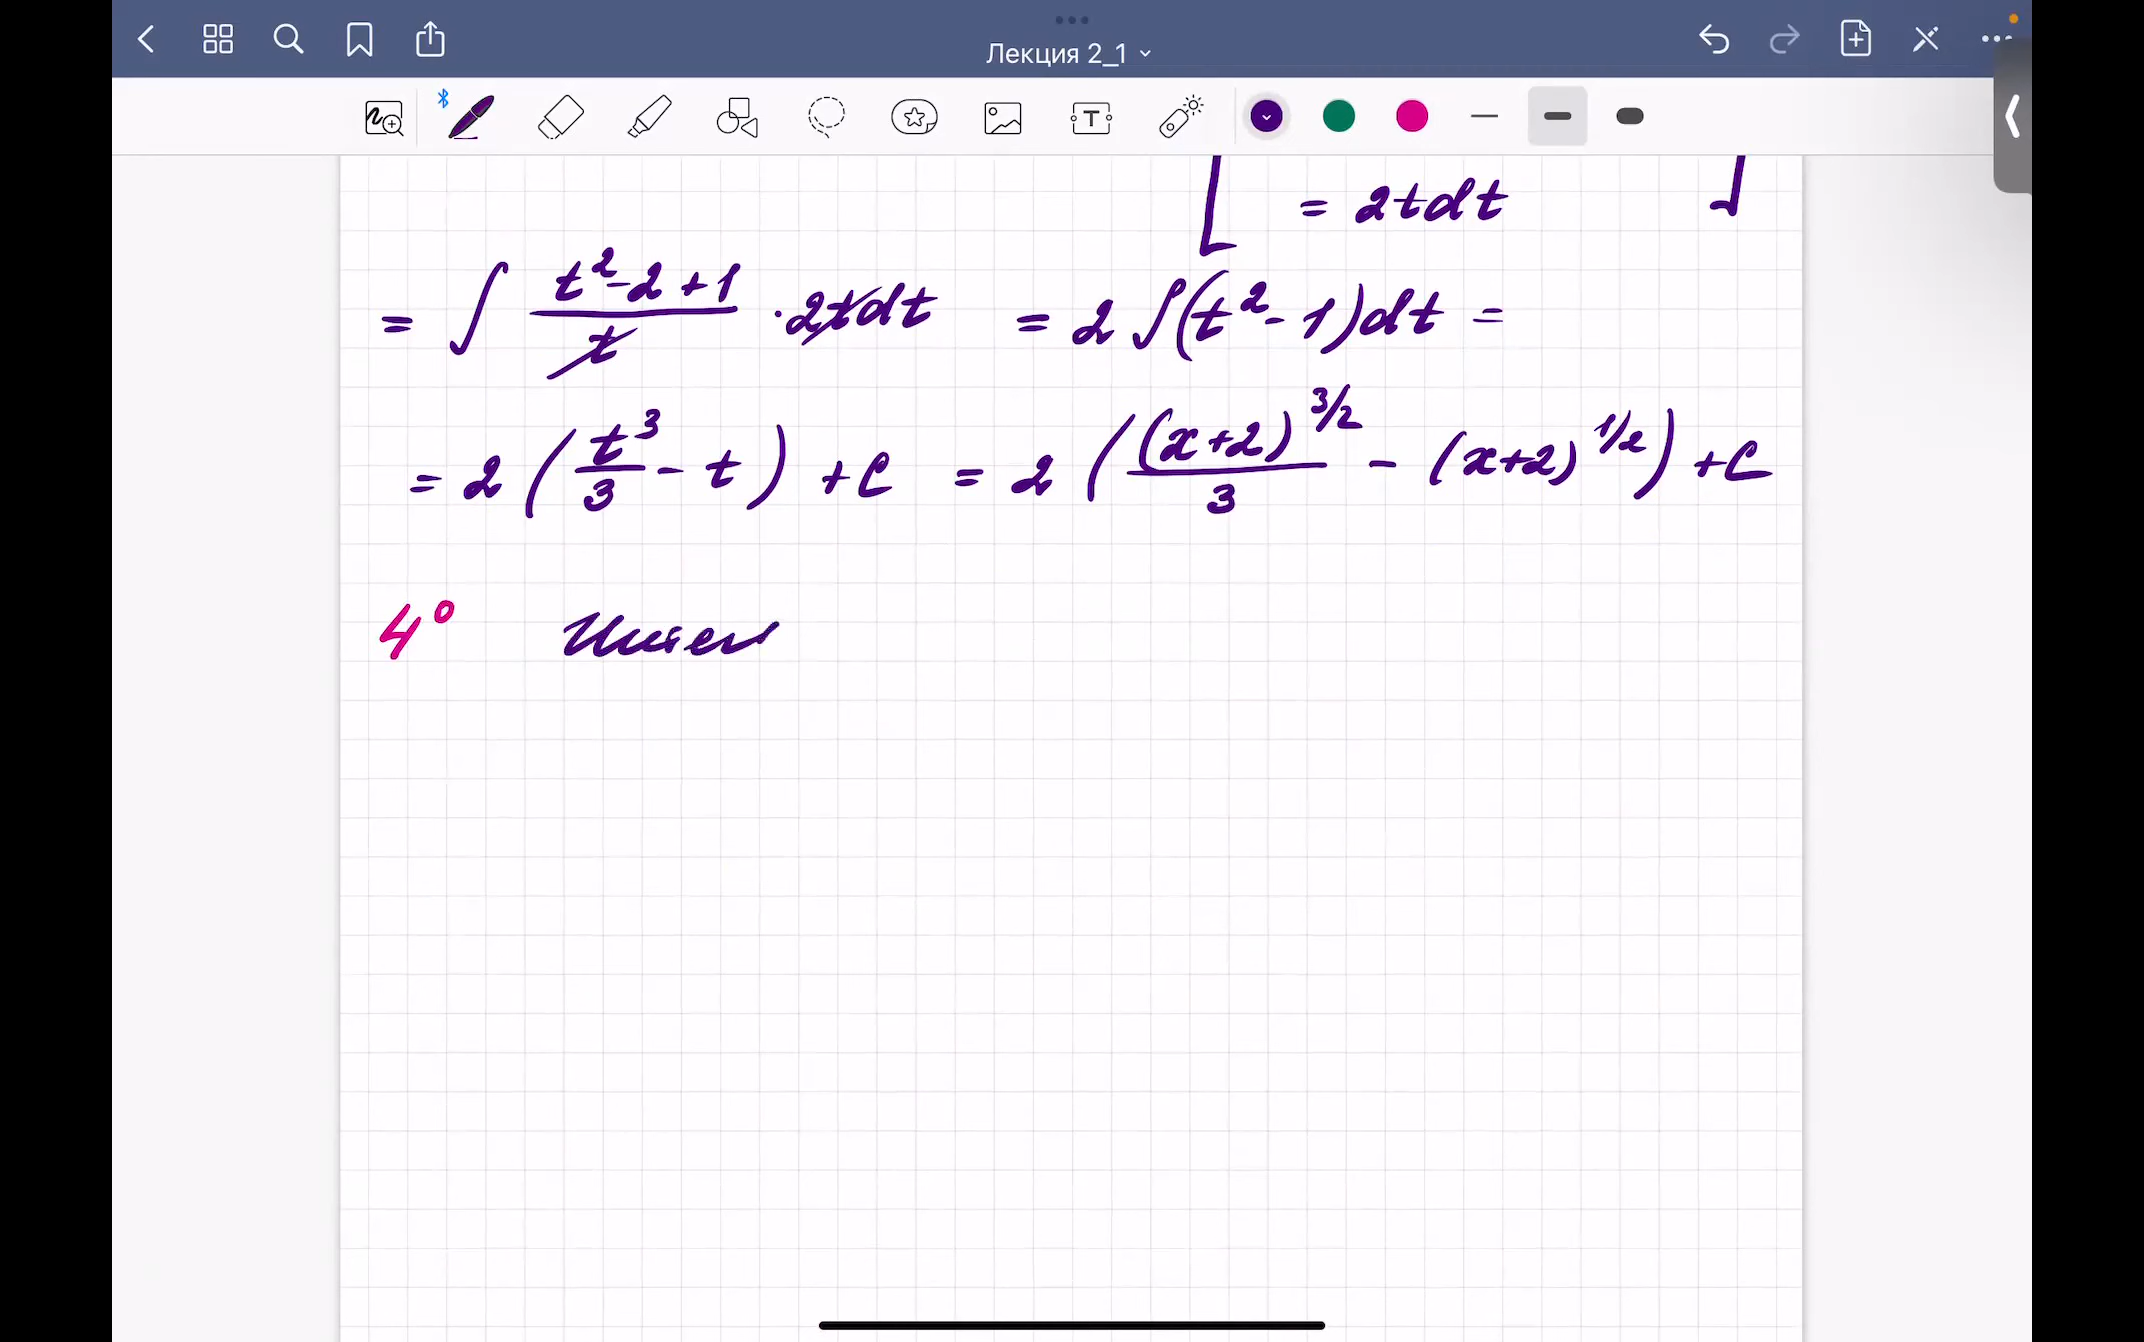 Лекция 2_1
= 2tdt
= ∫ (t²-2+1)/t · 2tdt = 2 ∫(t²-1)dt =
= 2 (t³/3 - t) + C = 2 ((x+2)^3/2 / 3 - (x+2)^1/2) + C
4°